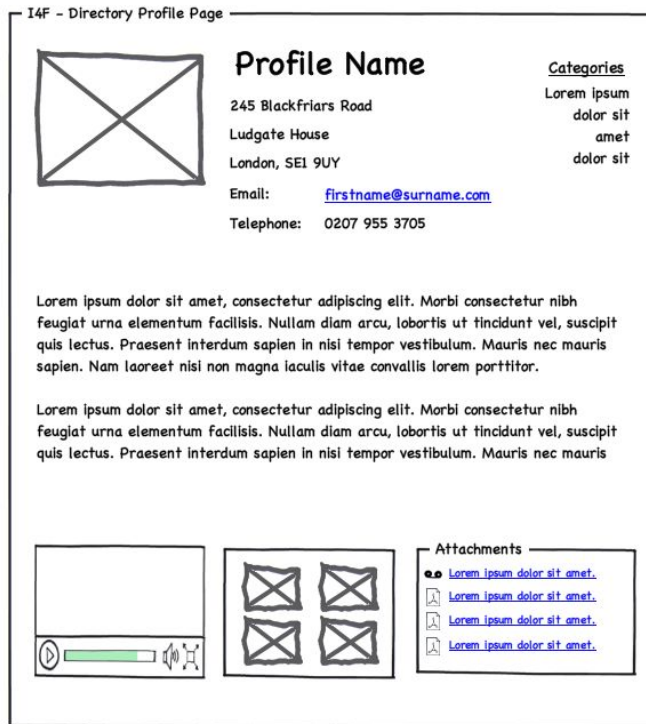 I4F - Directory Profile Page
Profile Name
245 Blackfriars Road
Ludgate House
London, SE1 9UY
Email: firstname@surname.com
Telephone: 0207 955 3705
Categories
Lorem ipsum
dolor sit
amet
dolor sit
Lorem ipsum dolor sit amet, consectetur adipiscing elit. Morbi consectetur nibh
feugiat urna elementum facilisis. Nullam diam arcu, lobortis ut tincidunt vel, suscipit
quis lectus. Praesent interdum sapien in nisi tempor vestibulum. Mauris nec mauris
sapien. Nam laoreet nisi non magna iaculis vitae convallis lorem porttitor.
Lorem ipsum dolor sit amet, consectetur adipiscing elit. Morbi consectetur nibh
feugiat urna elementum facilisis. Nullam diam arcu, lobortis ut tincidunt vel, suscipit
quis lectus. Praesent interdum sapien in nisi tempor vestibulum. Mauris nec mauris
Attachments
Lorem ipsum dolor sit amet.
Lorem ipsum dolor sit amet.
Lorem ipsum dolor sit amet.
Lorem ipsum dolor sit amet.